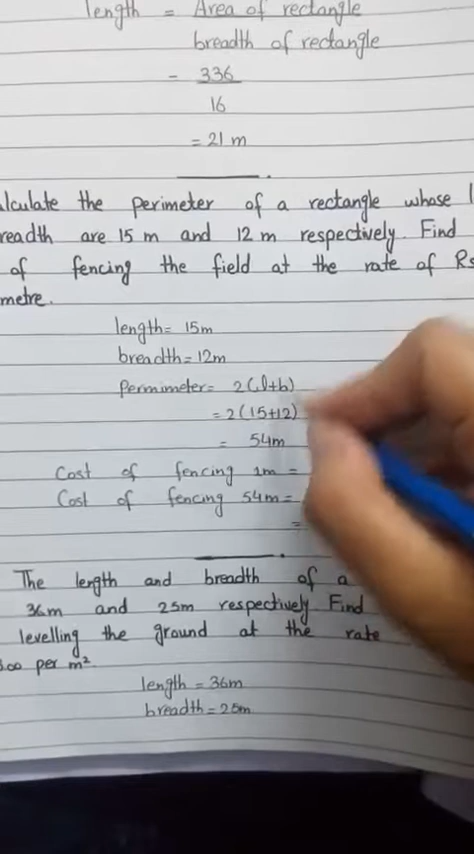 length = Area of rectangle
breadth of rectangle
= 336
16
= 21 m
alculate the perimeter of a rectangle whose l
readth are 15 m and 12 m respectively. Find
of fencing the field at the rate of Rs
metre.
length = 15m
breadth = 12m
Permimeter = 2(l+b)
= 2(15+12)
= 54m
Cost of fencing 1m =
Cost of fencing 54m =
=
The length and breadth of a
36m and 25m respectively. Find
levelling the ground at the rate
per m²
length = 36m
breadth = 25m